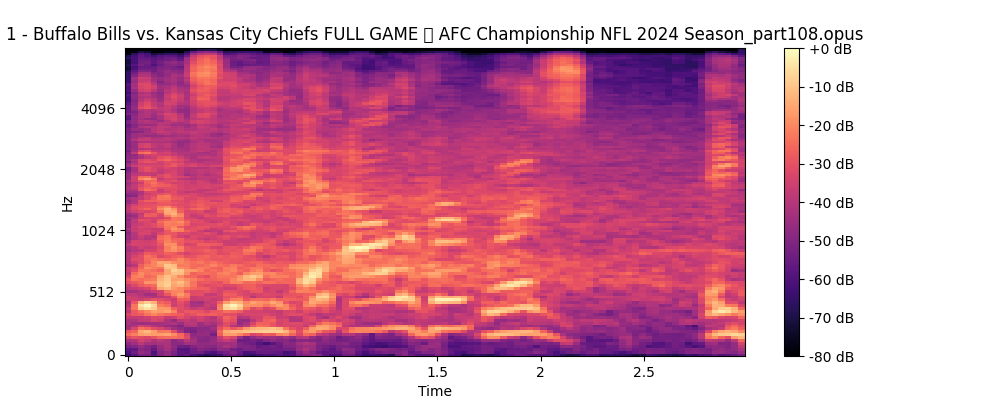 1 - Buffalo Bills vs. Kansas City Chiefs FULL GAME  AFC Championship NFL 2024 Season_part108.opus
+0 dB
-10 dB
-20 dB
-30 dB
-40 dB
-50 dB
-60 dB
-70 dB
-80 dB
Hz
4096
2048
1024
512
0
0
0.5
1
1.5
2
2.5
Time